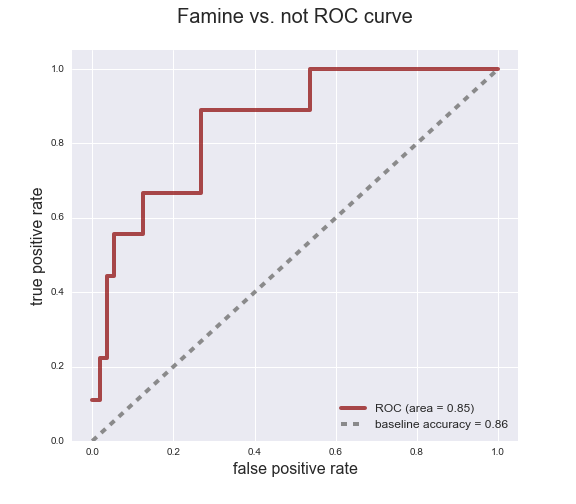 Famine vs. not ROC curve
true positive rate
1.0
0.8
0.6
0.4
0.2
0.0
ROC (area = 0.85)
baseline accuracy = 0.86
0.0 0.2 0.4 0.6 0.8 1.0
false positive rate